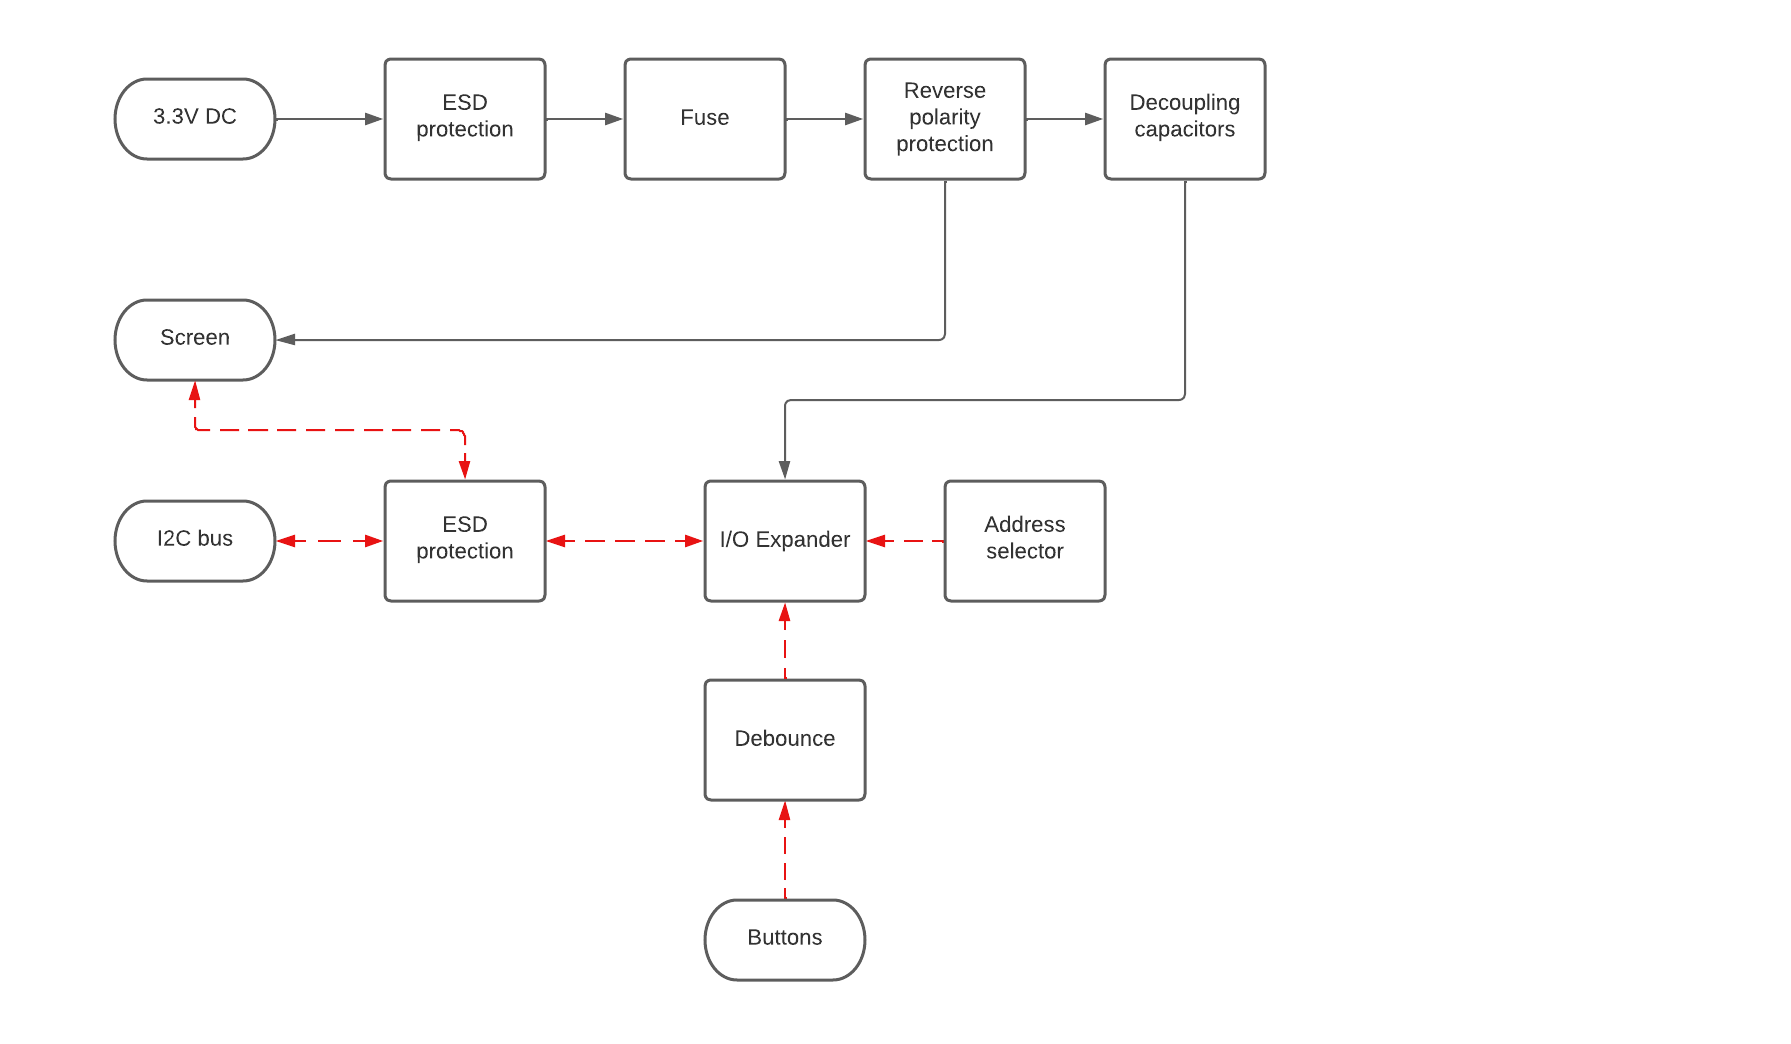 3.3V DC
ESD
protection
Fuse
Reverse
polarity
protection
Decoupling
capacitors
Screen
I2C bus
ESD
protection
I/O Expander
Address
selector
Debounce
Buttons